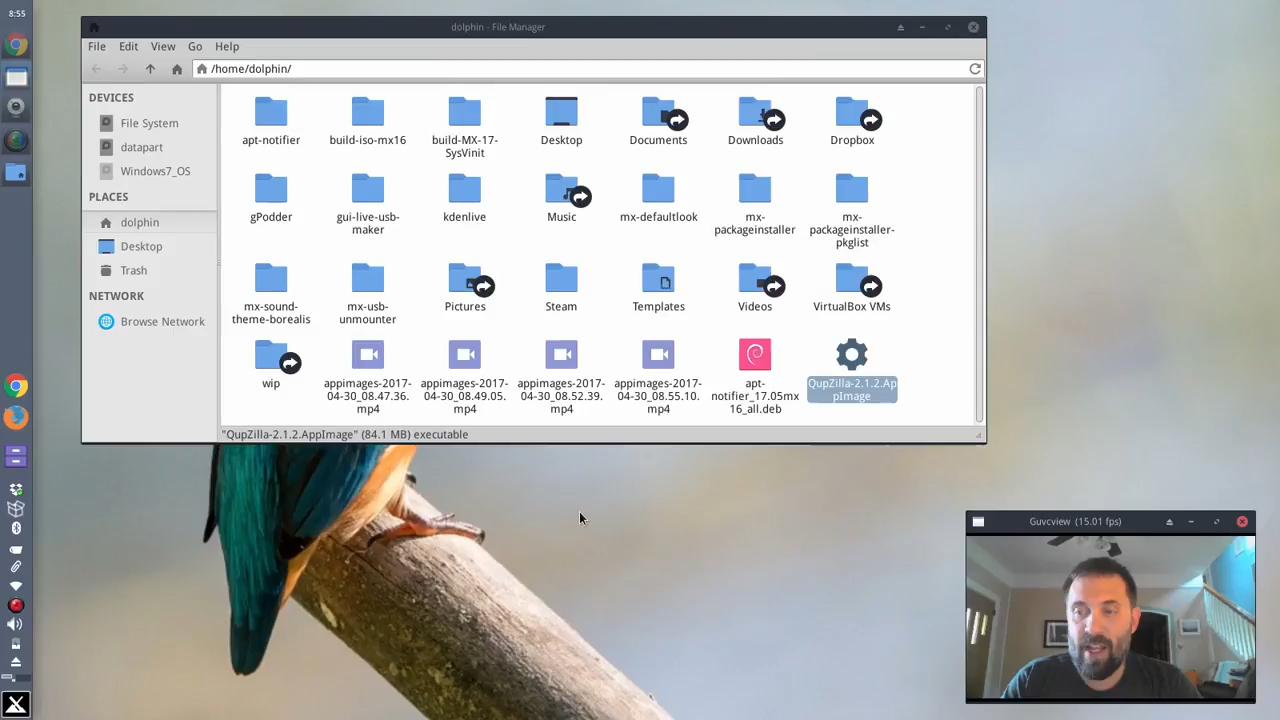 8:55
dolphin - File Manager
File Edit View Go Help
/home/dolphin/
DEVICES
File System
datapart
Windows7_OS
PLACES
dolphin
Desktop
Trash
NETWORK
Browse Network
apt-notifier
build-iso-mx16
build-MX-17-
SysVinit
Desktop
Documents
Downloads
Dropbox
gPodder
gui-live-usb-
maker
kdenlive
Music
mx-defaultlook
mx-
packageinstaller
mx-
packageinstaller-
pkglist
mx-sound-
theme-borealis
mx-usb-
unmounter
Pictures
Steam
Templates
Videos
VirtualBox VMs
wip
appimages-2017-
04-30_08.47.36.
mp4
appimages-2017-
04-30_08.49.05.
mp4
appimages-2017-
04-30_08.52.39.
mp4
appimages-2017-
04-30_08.55.10.
mp4
apt-
notifier_17.05mx
16_all.deb
QupZilla-2.1.2.Ap
pImage
"QupZilla-2.1.2.AppImage" (84.1 MB) executable
Guvcview (15.01 fps)